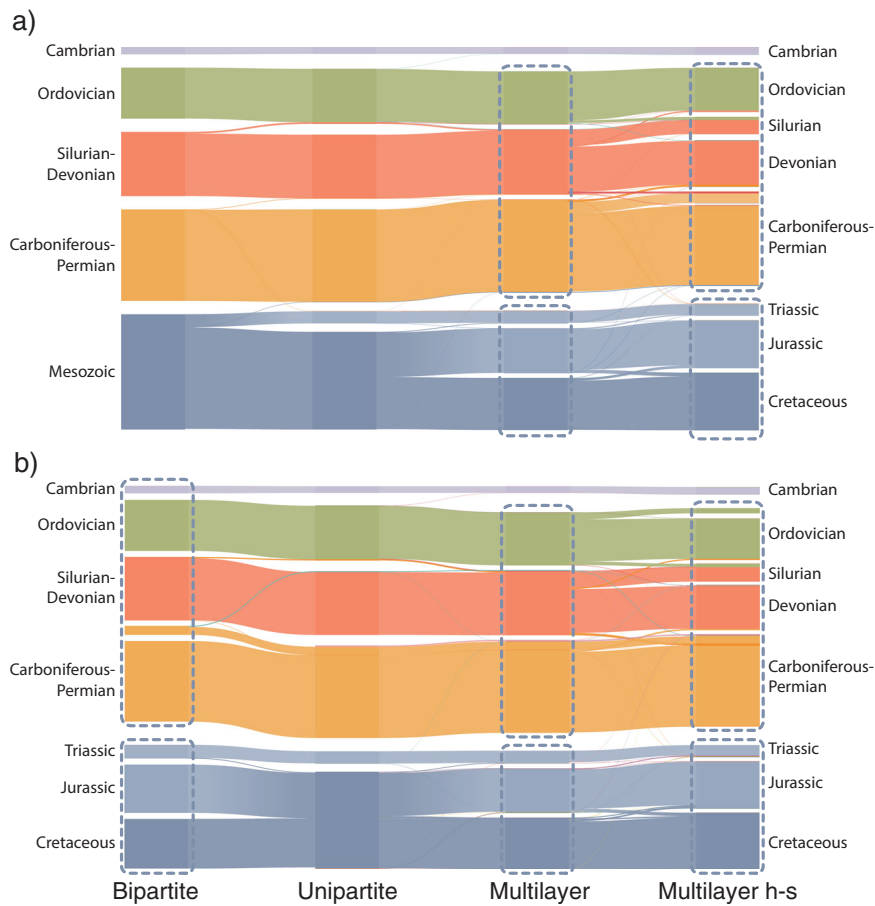 a)
Cambrian
Ordovician
Silurian-
Devonian
Carboniferous-
Permian
Mesozoic
Cambrian
Ordovician
Silurian
Devonian
Carboniferous-
Permian
Triassic
Jurassic
Cretaceous
b)
Cambrian
Ordovician
Silurian-
Devonian
Carboniferous-
Permian
Triassic
Jurassic
Cretaceous
Cambrian
Ordovician
Silurian
Devonian
Carboniferous-
Permian
Triassic
Jurassic
Cretaceous
Bipartite Unipartite Multilayer Multilayer h-s